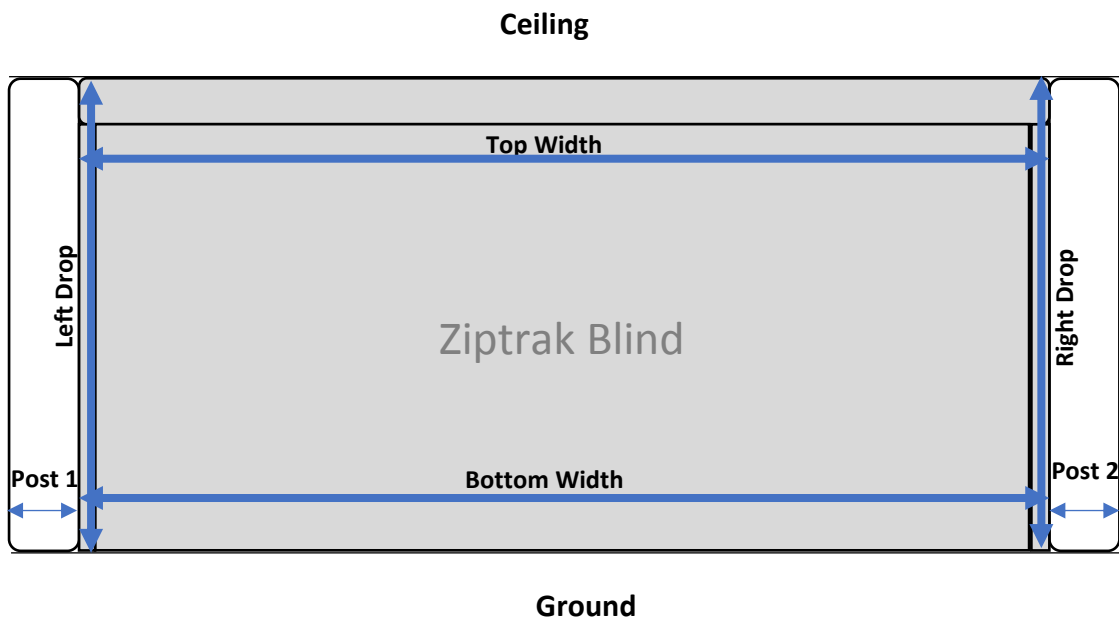 Ceiling
Top Width
Left Drop
Right Drop
Ziptrak Blind
Post 1
Bottom Width
Post 2
Ground